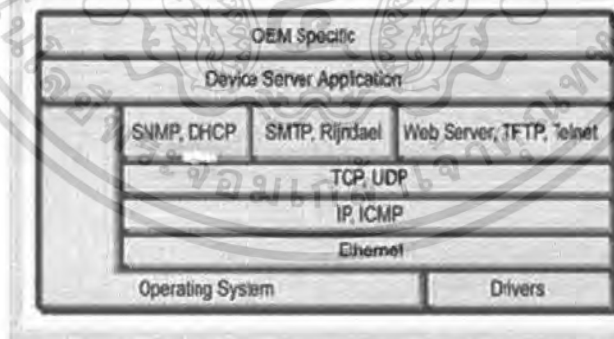 OEM Specific
Device Server Application
SNMP, DHCP SMTP, Rijndael Web Server, TFTP, Telnet
TCP, UDP
IP, ICMP
Ethernet
Operating System Drivers